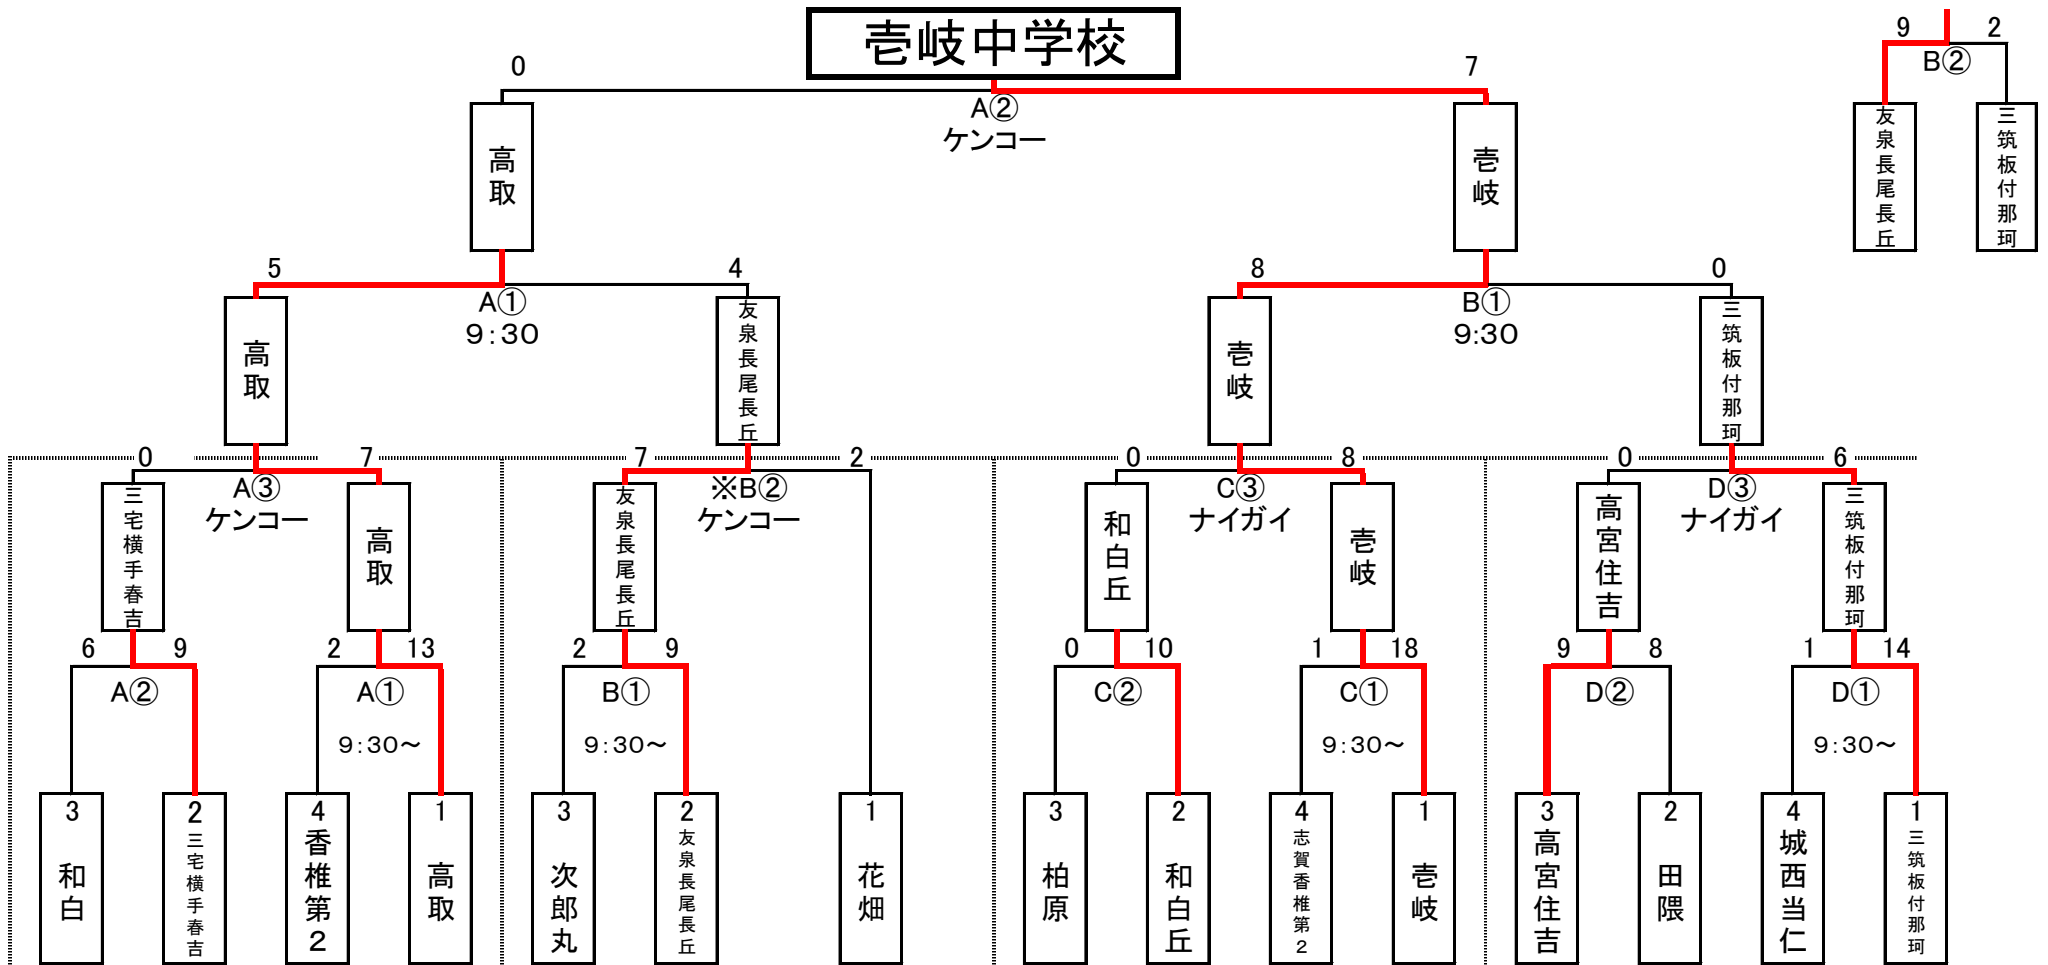 壱岐中学校
9 2
B②
0 7
A②
ケンコー
友泉長尾長丘
三筑板付那珂
高取
壱岐
5 4
8 0
A①
9:30
B①
9:30
高取
友泉長尾長丘
壱岐
三筑板付那珂
0 7
7 2
0 8
0 6
A③
ケンコー
※B②
ケンコー
C③
ナイガイ
D③
ナイガイ
三宅横手春吉
高取
友泉長尾長丘
和白丘
壱岐
高宮住吉
三筑板付那珂
6 9
2 13
2 9
0 10
1 18
9 8
1 14
A②
A①
B①
C②
C①
D②
D①
9:30～
9:30～
9:30～
9:30～
3
和白
2
三宅横手春吉
4
香椎第2
1
高取
3
次郎丸
2
友泉長尾長丘
1
花畑
3
柏原
2
和白丘
4
志賀香椎第2
1
壱岐
3
高宮住吉
2
田隈
4
城西当仁
1
三筑板付那珂